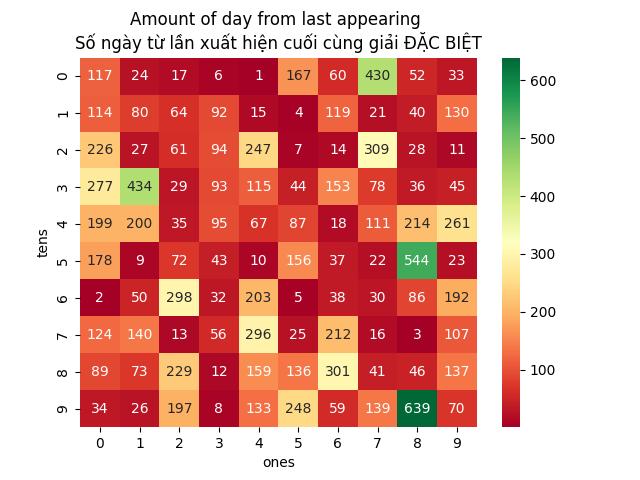 Amount of day from last appearing
Số ngày từ lần xuất hiện cuối cùng giải ĐẶC BIỆT
0 117 24 17 6 1 167 60 430 52 33
1 114 80 64 92 15 4 119 21 40 130
2 226 27 61 94 247 7 14 309 28 11
3 277 434 29 93 115 44 153 78 36 45
4 199 200 35 95 67 87 18 111 214 261
5 178 9 72 43 10 156 37 22 544 23
6 2 50 298 32 203 5 38 30 86 192
7 124 140 13 56 296 25 212 16 3 107
8 89 73 229 12 159 136 301 41 46 137
9 34 26 197 8 133 248 59 139 639 70
0 1 2 3 4 5 6 7 8 9
tens
ones
600
500
400
300
200
100